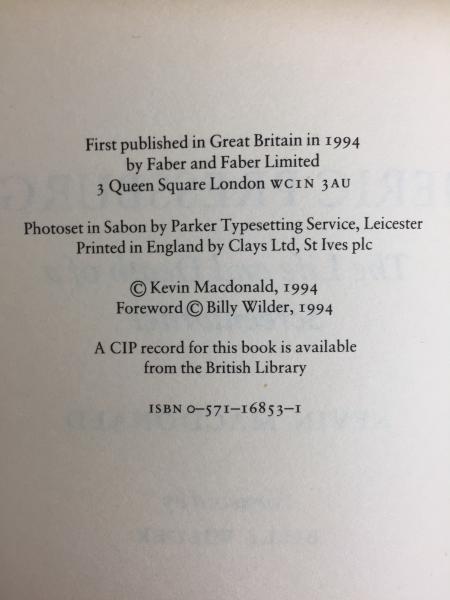 First published in Great Britain in 1994
by Faber and Faber Limited
3 Queen Square London WC1N 3AU
Photoset in Sabon by Parker Typesetting Service, Leicester
Printed in England by Clays Ltd, St Ives plc
© Kevin Macdonald, 1994
Foreword © Billy Wilder, 1994
A CIP record for this book is available
from the British Library
ISBN 0–571–16853–1